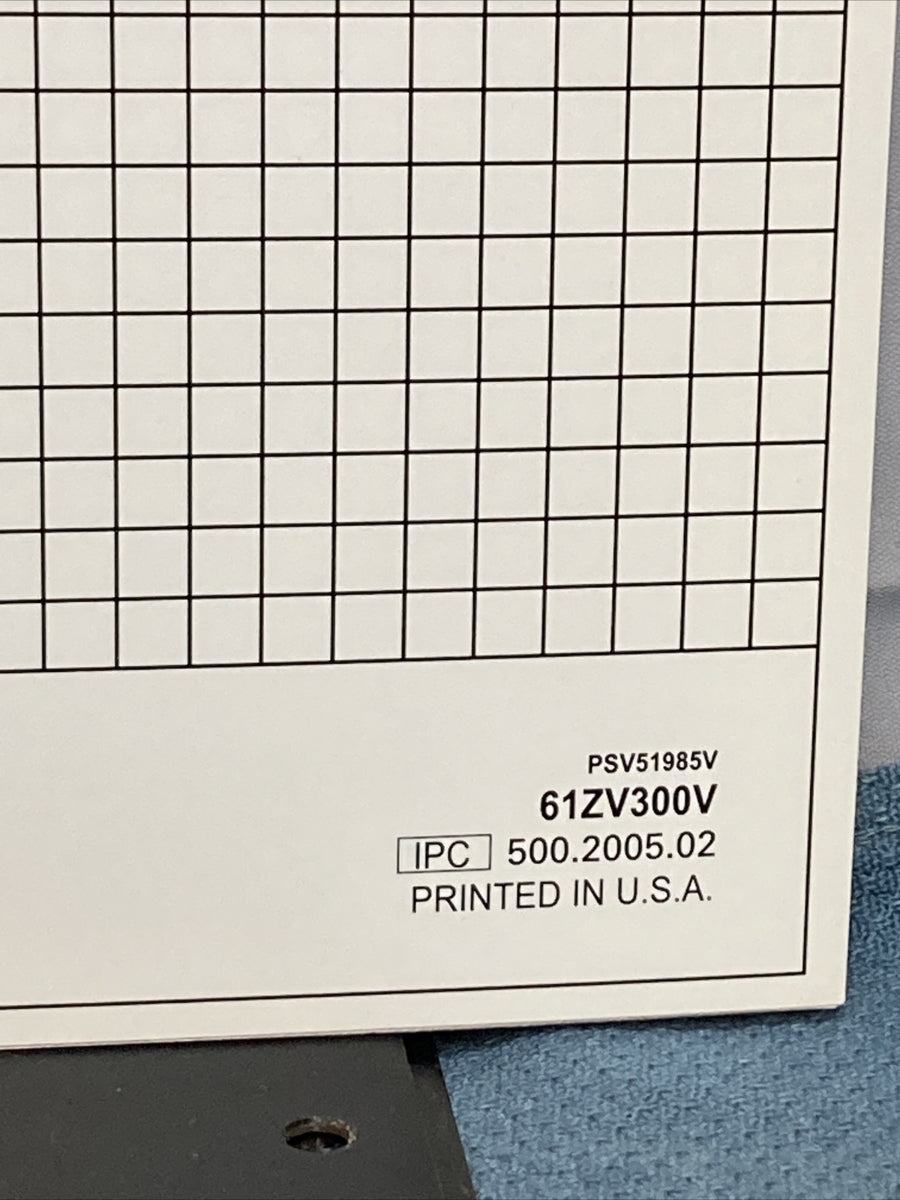 PSV51985V
61ZV300V
IPC 500.2005.02
PRINTED IN U.S.A.